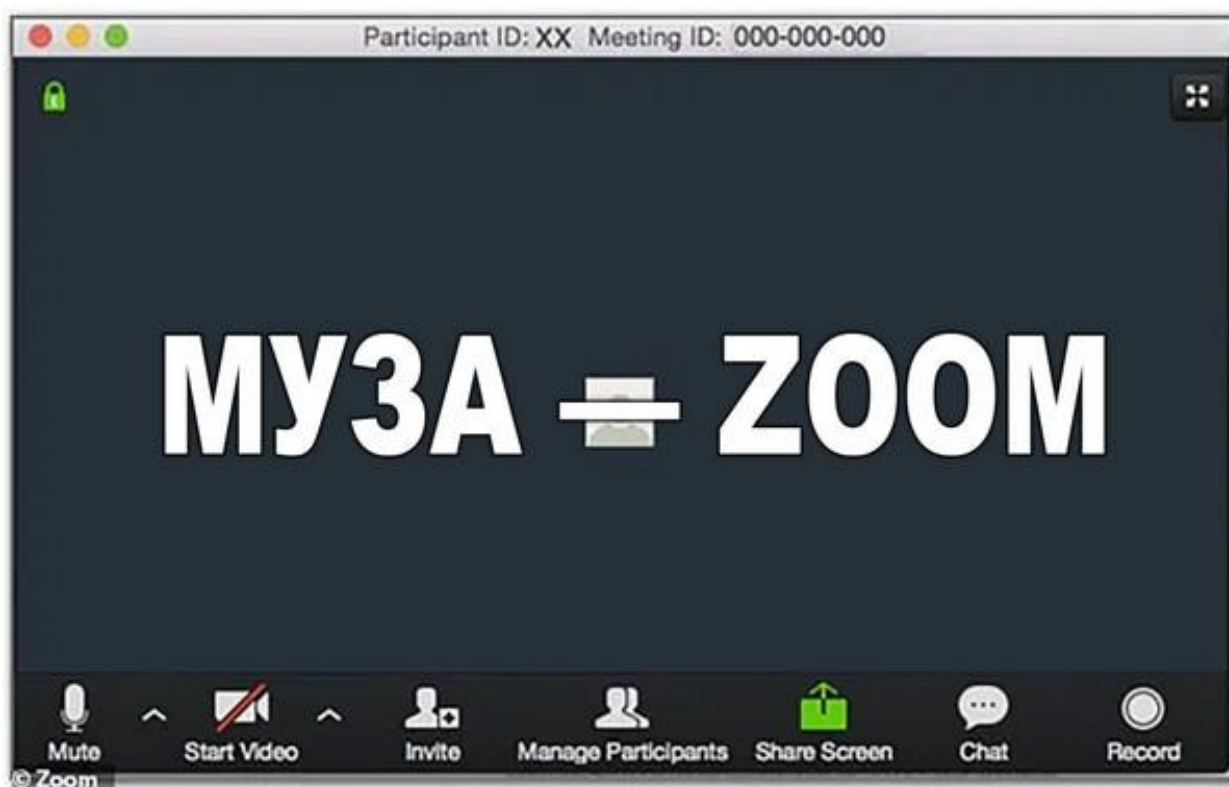 Participant ID: XX Meeting ID: 000-000-000
МУЗА — ZOOM
Mute Start Video Invite Manage Participants Share Screen Chat Record
© Zoom